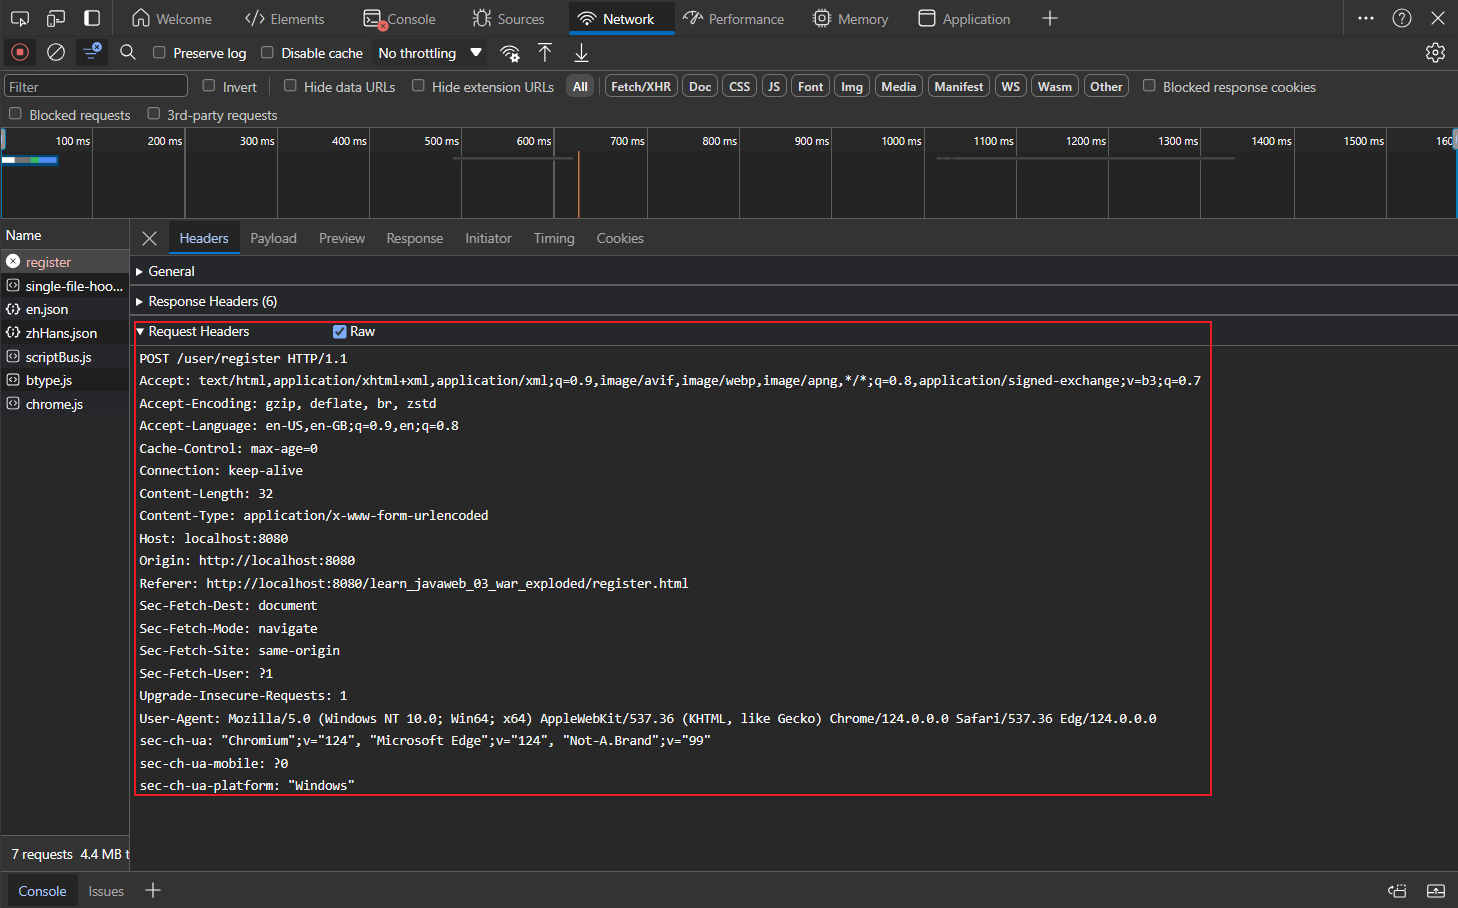 Welcome Elements Console Sources Network Performance Memory Application
Preserve log Disable cache No throttling
Filter Invert Hide data URLs Hide extension URLs All Fetch/XHR Doc CSS JS Font Img Media Manifest WS Wasm Other Blocked response cookies
Blocked requests 3rd-party requests
100 ms 200 ms 300 ms 400 ms 500 ms 600 ms 700 ms 800 ms 900 ms 1000 ms 1100 ms 1200 ms 1300 ms 1400 ms 1500 ms 160
Name
Headers Payload Preview Response Initiator Timing Cookies
register
single-file-hoo...
en.json
zhHans.json
scriptBus.js
btype.js
chrome.js
General
Response Headers (6)
Request Headers Raw
POST /user/register HTTP/1.1
Accept: text/html,application/xhtml+xml,application/xml;q=0.9,image/avif,image/webp,image/apng,*/*;q=0.8,application/signed-exchange;v=b3;q=0.7
Accept-Encoding: gzip, deflate, br, zstd
Accept-Language: en-US,en-GB;q=0.9,en;q=0.8
Cache-Control: max-age=0
Connection: keep-alive
Content-Length: 32
Content-Type: application/x-www-form-urlencoded
Host: localhost:8080
Origin: http://localhost:8080
Referer: http://localhost:8080/learn_javaweb_03_war_exploded/register.html
Sec-Fetch-Dest: document
Sec-Fetch-Mode: navigate
Sec-Fetch-Site: same-origin
Sec-Fetch-User: ?1
Upgrade-Insecure-Requests: 1
User-Agent: Mozilla/5.0 (Windows NT 10.0; Win64; x64) AppleWebKit/537.36 (KHTML, like Gecko) Chrome/124.0.0.0 Safari/537.36 Edg/124.0.0.0
sec-ch-ua: "Chromium";v="124", "Microsoft Edge";v="124", "Not-A.Brand";v="99"
sec-ch-ua-mobile: ?0
sec-ch-ua-platform: "Windows"
7 requests 4.4 MB t
Console Issues